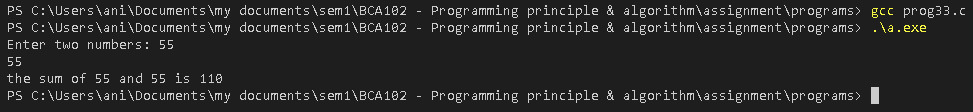 PS C:\Users\ani\Documents\my documents\sem1\BCA102 - Programming principle & algorithm\assignment\programs> gcc prog33.c
PS C:\Users\ani\Documents\my documents\sem1\BCA102 - Programming principle & algorithm\assignment\programs> .\a.exe
Enter two numbers: 55
55
the sum of 55 and 55 is 110
PS C:\Users\ani\Documents\my documents\sem1\BCA102 - Programming principle & algorithm\assignment\programs>